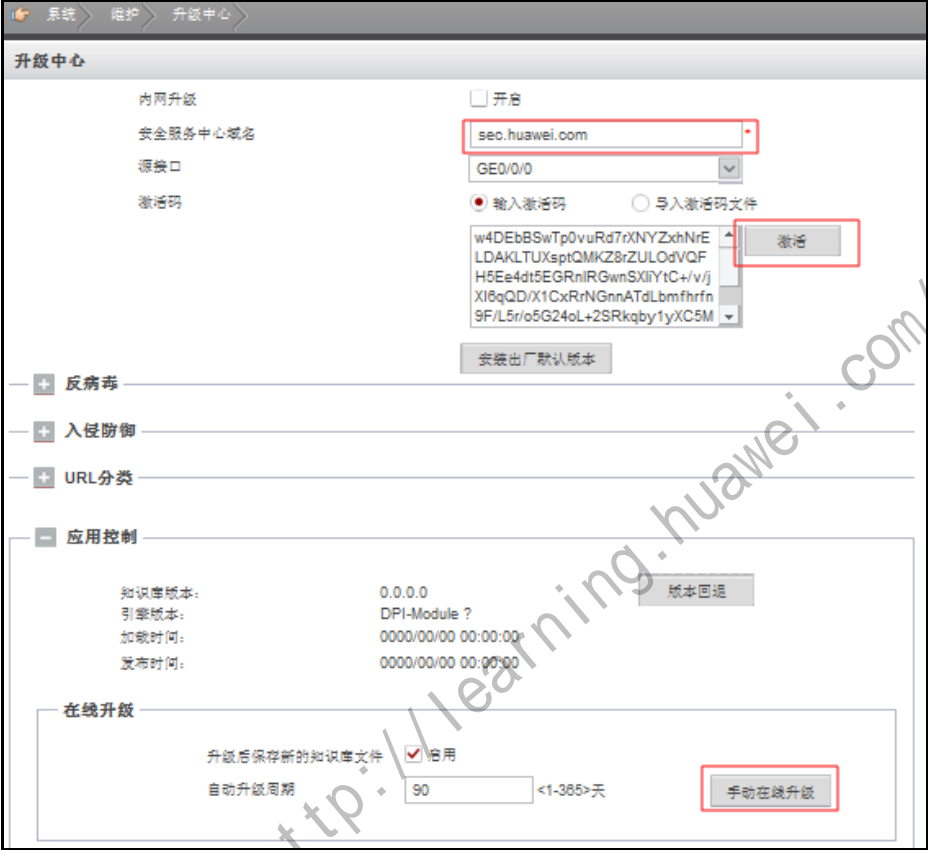 系统 维护 升级中心
升级中心
内网升级 开启
安全服务中心域名 sec.huawei.com *
源接口 GE0/0/0
激活码 输入激活码 导入激活码文件
w4DEbBSwTp0vuRd7rXNYZxhNrE 激活
LDAKLTUXsptQMKZ8rZULOdVQF
H5Ee4dt5EGRnlRGwnSXliYtC+/v/j
XI6qQD/X1CxRrNGnnATdLbmfhrfn
9F/L5r/o5G24oL+2SRkqby1yXC5M
安装出厂默认版本
反病毒
入侵防御
URL分类
应用控制
知识库版本: 0.0.0.0 版本回退
引擎版本: DPI-Module ?
加载时间: 0000/00/00 00:00:00
发布时间: 0000/00/00 00:00:00
在线升级
升级后保存新的知识库文件 启用
自动升级周期 90 <1-365>天 手动在线升级
ttp://learning.huawei.com/